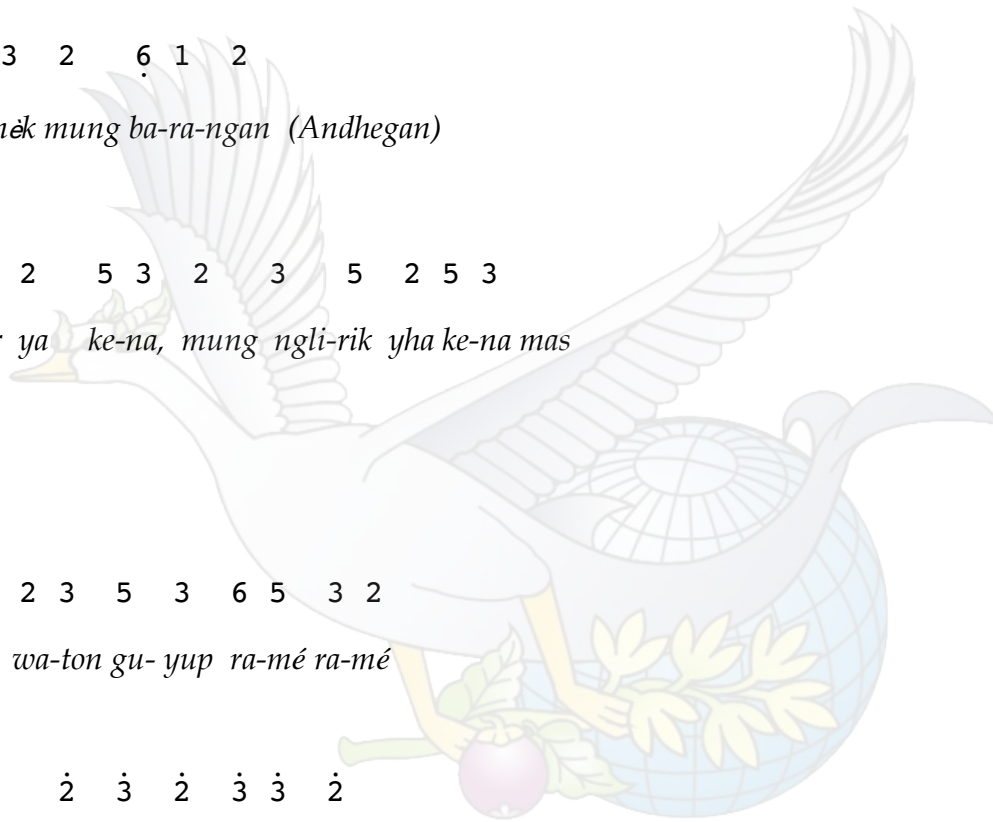 3 2 6̣ 1 2
mung ba-ra-ngan (Andhegan)
2 5 3 2 3 5 2 5 3
ya ke-na, mung ngli-rik yha ke-na mas
2 3 5 3 6 5 3 2
wa-ton gu- yup ra-mé ra-mé
2̇ 3̇ 2̇ 3̇ 3̇ 2̇